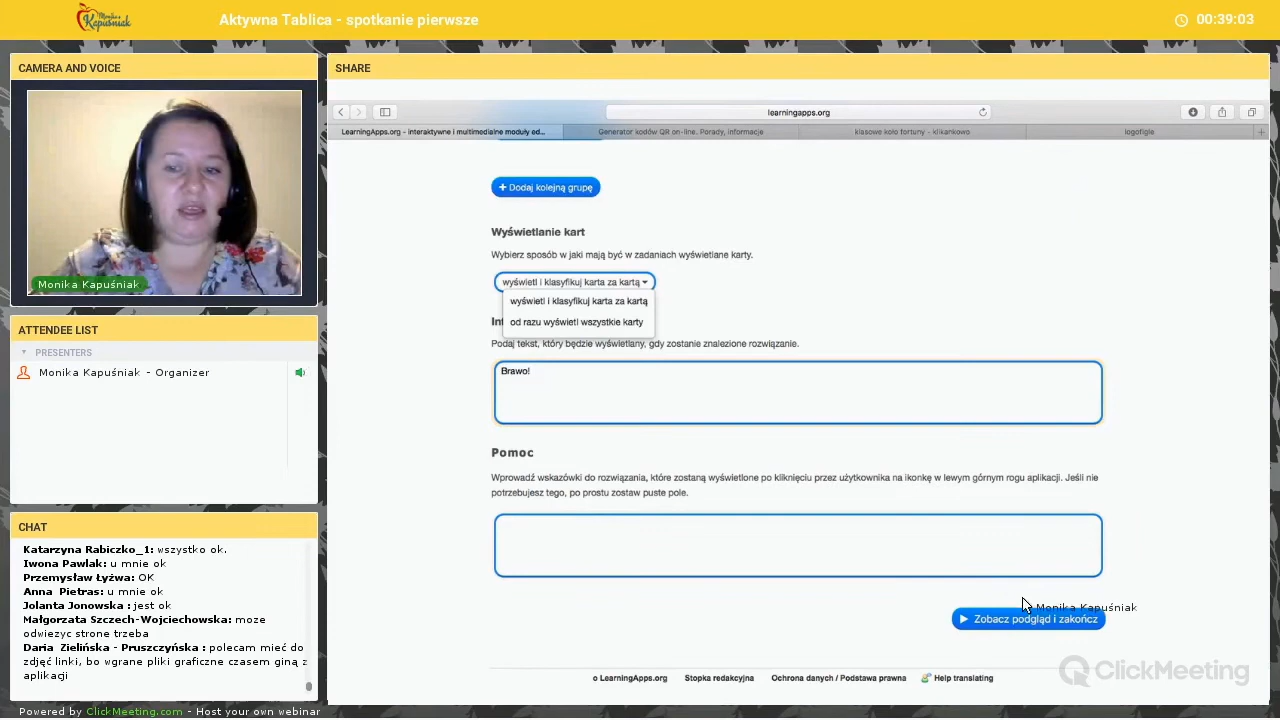 Monika
Kapuśniak
Aktywna Tablica - spotkanie pierwsze
00:39:03
CAMERA AND VOICE
Monika Kapuśniak
ATTENDEE LIST
PRESENTERS
Monika Kapuśniak - Organizer
CHAT
Katarzyna Rabiczko_1: wszystko ok.
Iwona Pawlak: u mnie ok
Przemysław Łyżwa: OK
Anna Pietras: u mnie ok
Jolanta Jonowska : jest ok
Małgorzata Szczech-Wojciechowska: moze
odwiezyc strone trzeba
Daria Zielińska - Pruszczyńska : polecam mieć do
zdjęć linki, bo wgrane pliki graficzne czasem giną z
aplikacji
Powered by ClickMeeting.com - Host your own webinar
SHARE
learningapps.org
LearningApps.org - interaktywne i multimedialne moduły ed...
Generator kodów QR on-line. Porady, informacje
klasowe koło fortuny - klikankowo
logofigle
+ Dodaj kolejną grupę
Wyświetlanie kart
Wybierz sposób w jaki mają być w zadaniach wyświetlane karty.
wyświetl i klasyfikuj karta za kartą
wyświetl i klasyfikuj karta za kartą
od razu wyświetl wszystkie karty
Podaj tekst, który będzie wyświetlany, gdy zostanie znalezione rozwiązanie.
Brawo!
Pomoc
Wprowadź wskazówki do rozwiązania, które zostaną wyświetlone po kliknięciu przez użytkownika na ikonkę w lewym górnym rogu aplikacji. Jeśli nie
potrzebujesz tego, po prostu zostaw puste pole.
Monika Kapuśniak
Zobacz podgląd i zakończ
ClickMeeting
o LearningApps.org Stopka redakcyjna Ochrona danych / Podstawa prawna Help translating